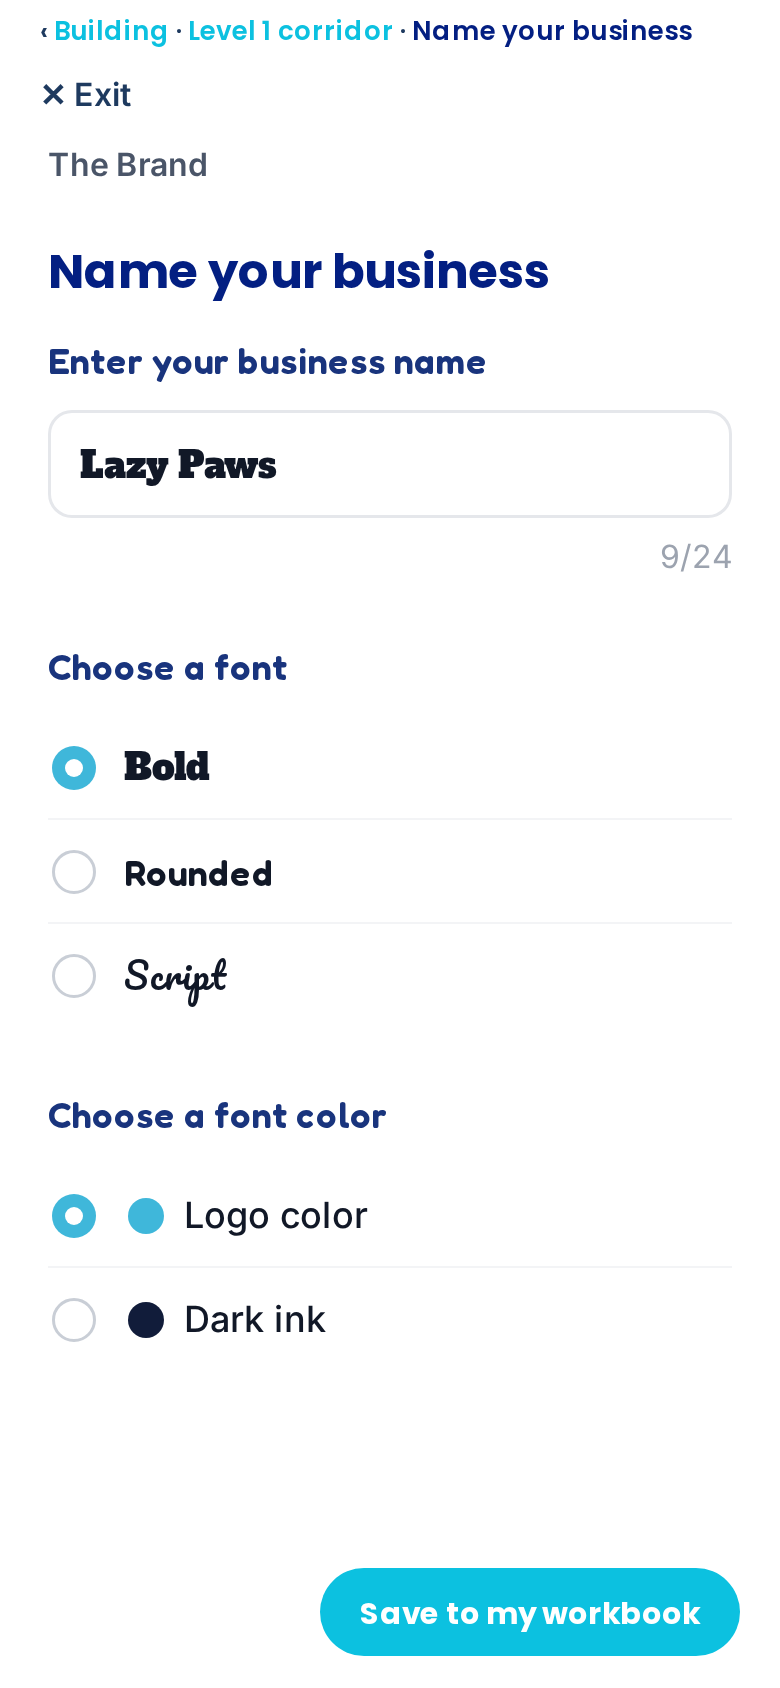 ‹ Building · Level 1 corridor · Name your business
✕ Exit
The Brand
Name your business
Enter your business name
Lazy Paws
9/24
Choose a font
Bold
Rounded
Script
Choose a font color
Logo color
Dark ink
Save to my workbook